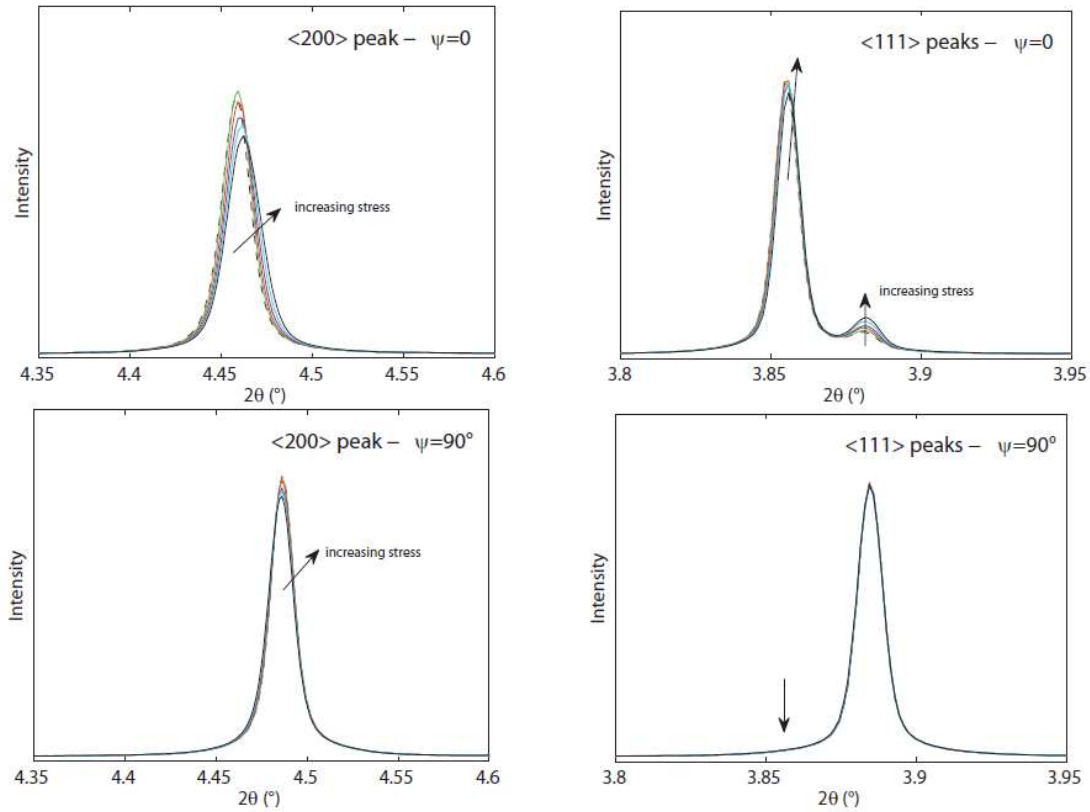 <200> peak – ψ=0
Intensity
increasing stress
4.35 4.4 4.45 4.5 4.55 4.6
2θ (°)
<111> peaks – ψ=0
Intensity
increasing stress
3.8 3.85 3.9 3.95
2θ (°)
<200> peak – ψ=90°
Intensity
increasing stress
4.35 4.4 4.45 4.5 4.55 4.6
2θ (°)
<111> peaks – ψ=90°
Intensity
3.8 3.85 3.9 3.95
2θ (°)